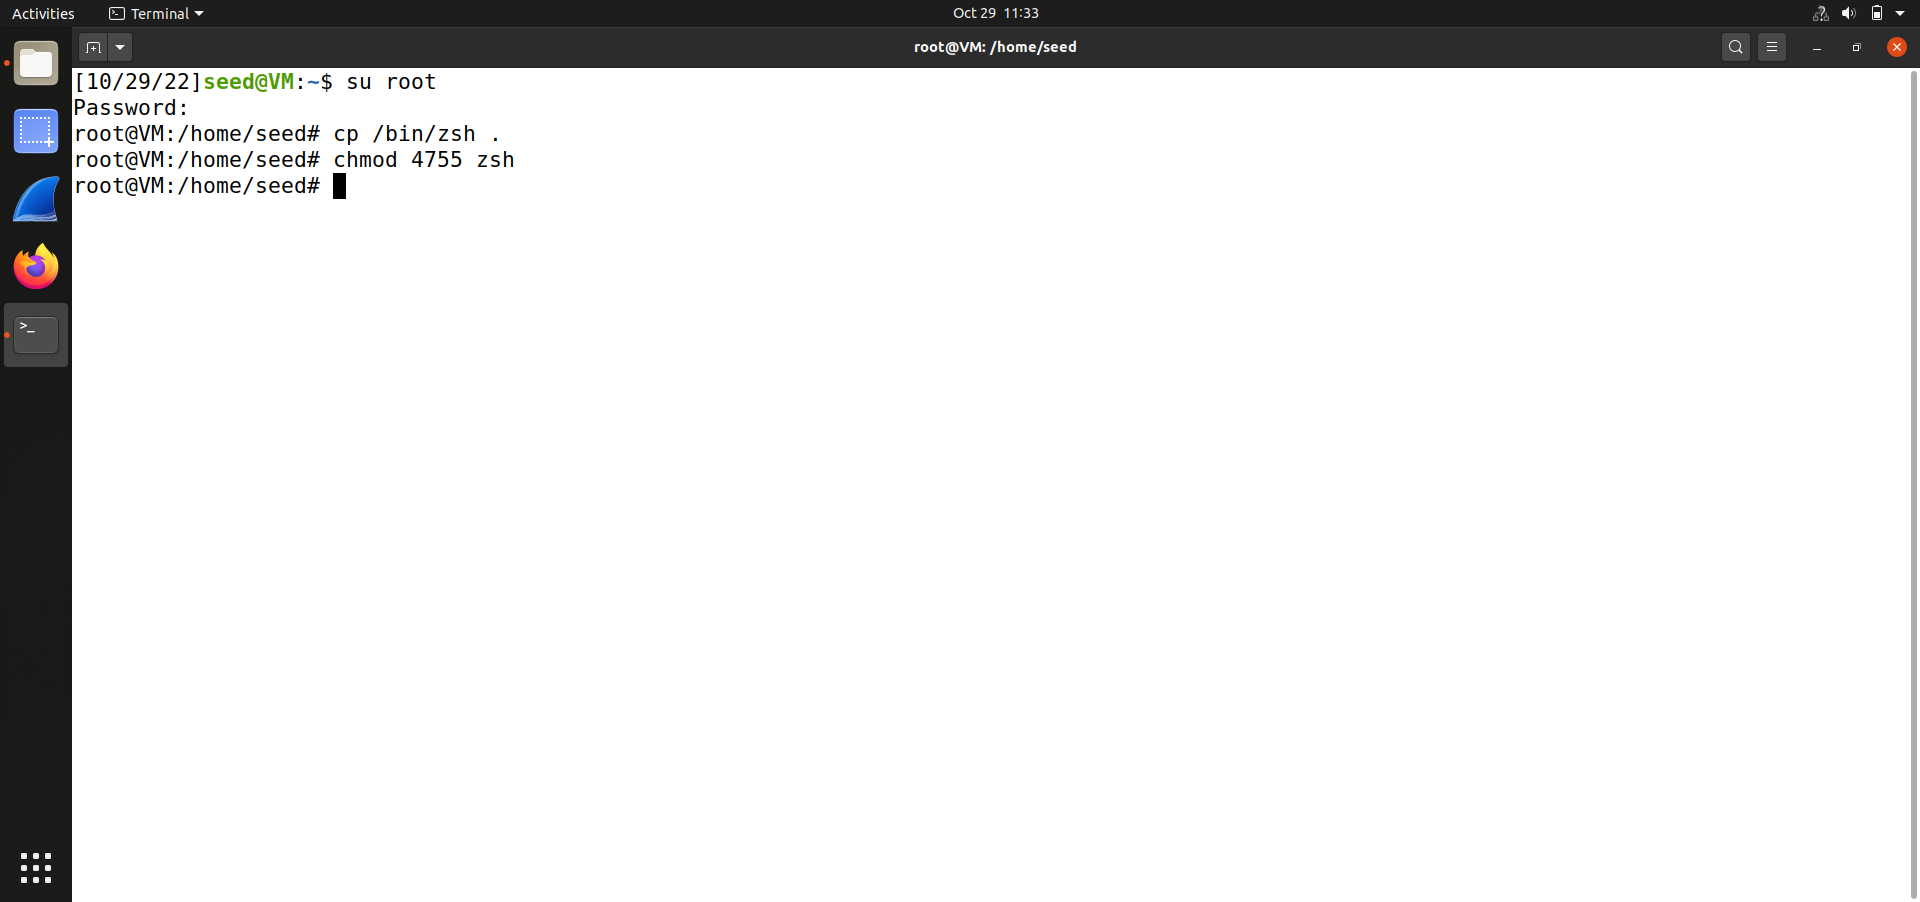 Activities
Terminal
Oct 29 11:33
root@VM: /home/seed
[10/29/22]seed@VM:~$ su root
Password:
root@VM:/home/seed# cp /bin/zsh .
root@VM:/home/seed# chmod 4755 zsh
root@VM:/home/seed#